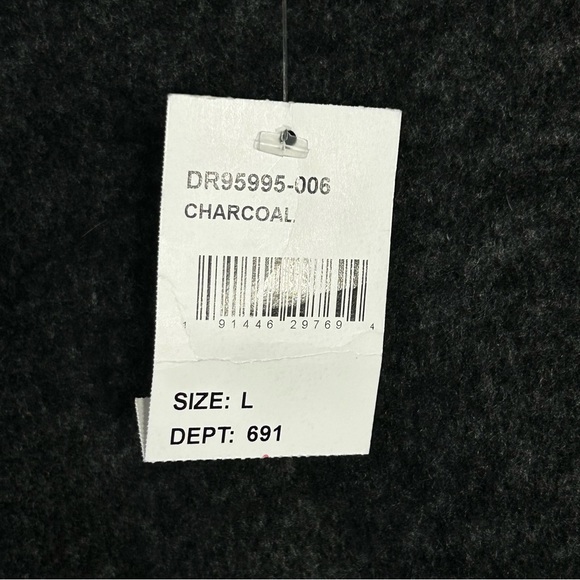 DR95995-006
CHARCOAL
1 91446 29769 4
SIZE: L
DEPT: 691